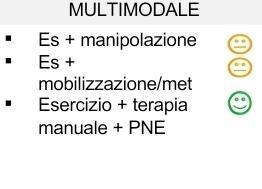 MULTIMODALE
▪ Es + manipolazione
▪ Es +
mobilizzazione/met
▪ Esercizio + terapia
manuale + PNE